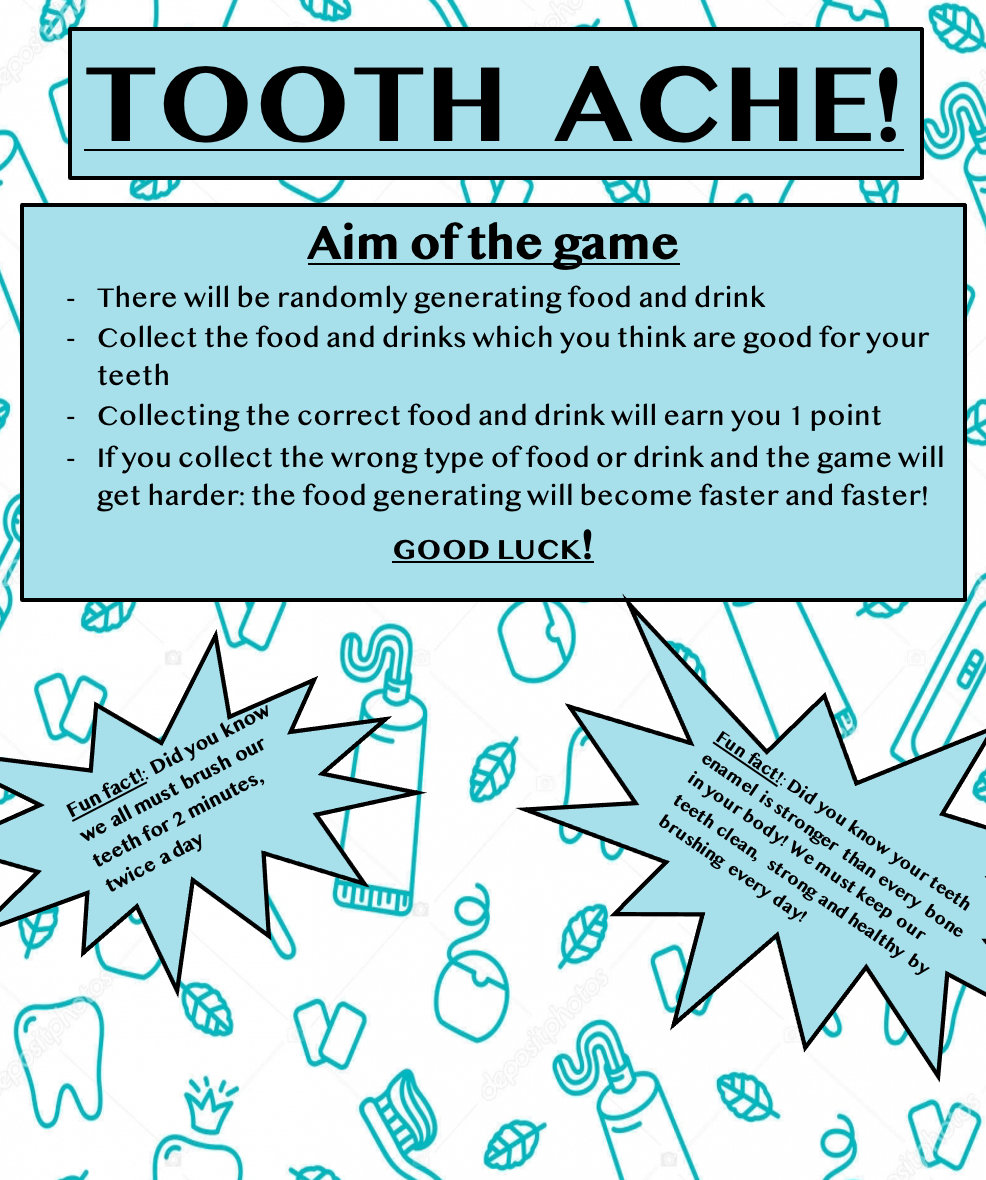 TOOTH ACHE!
Aim of the game
- There will be randomly generating food and drink
- Collect the food and drinks which you think are good for your
teeth
- Collecting the correct food and drink will earn you 1 point
- If you collect the wrong type of food or drink and the game will
get harder: the food generating will become faster and faster!
GOOD LUCK!
Fun fact!: Did you know
we all must brush our
teeth for 2 minutes,
twice a day
Fun fact!: Did you know your teeth
enamel is stronger than every bone
in your body! We must keep our
teeth clean, strong and healthy by
brushing every day!
depositphotos
depositphotos
depositphotos
depositphotos